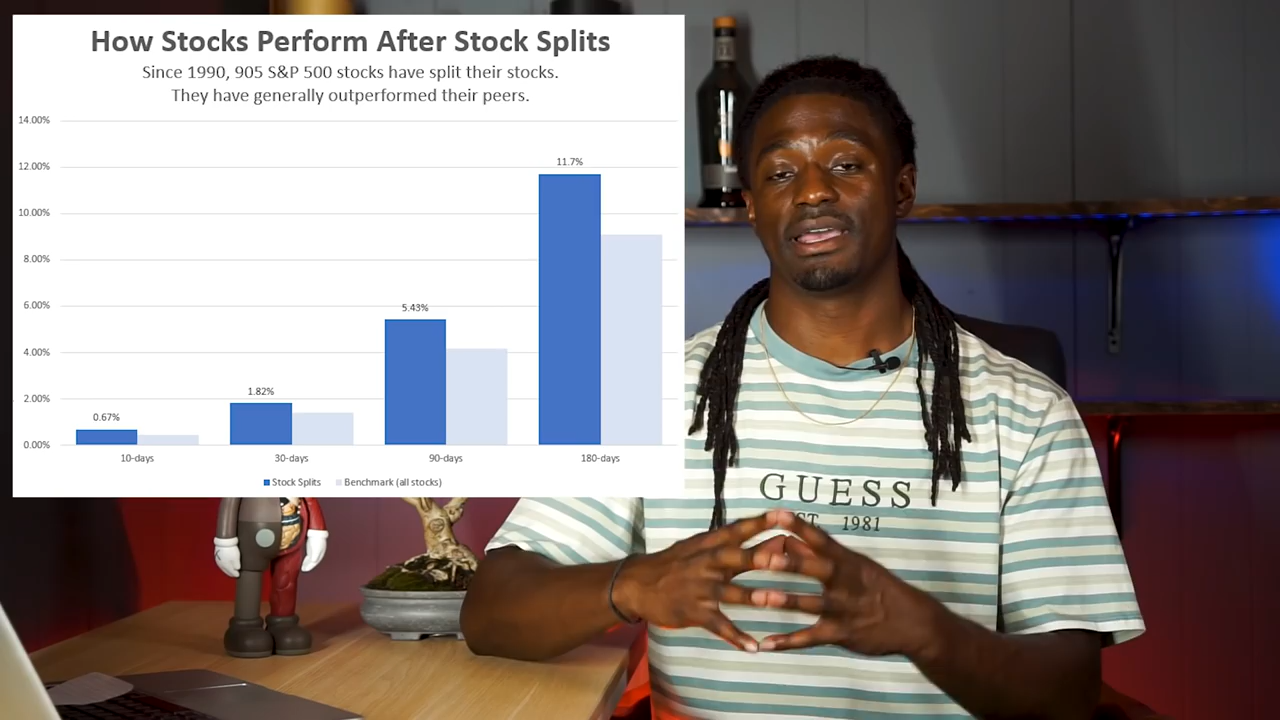 How Stocks Perform After Stock Splits
Since 1990, 905 S&P 500 stocks have split their stocks.
They have generally outperformed their peers.
14.00%
12.00%
10.00%
8.00%
6.00%
4.00%
2.00%
0.00%
0.67%
1.82%
5.43%
11.7%
10-days
30-days
90-days
180-days
Stock Splits
Benchmark (all stocks)
GUESS
1981